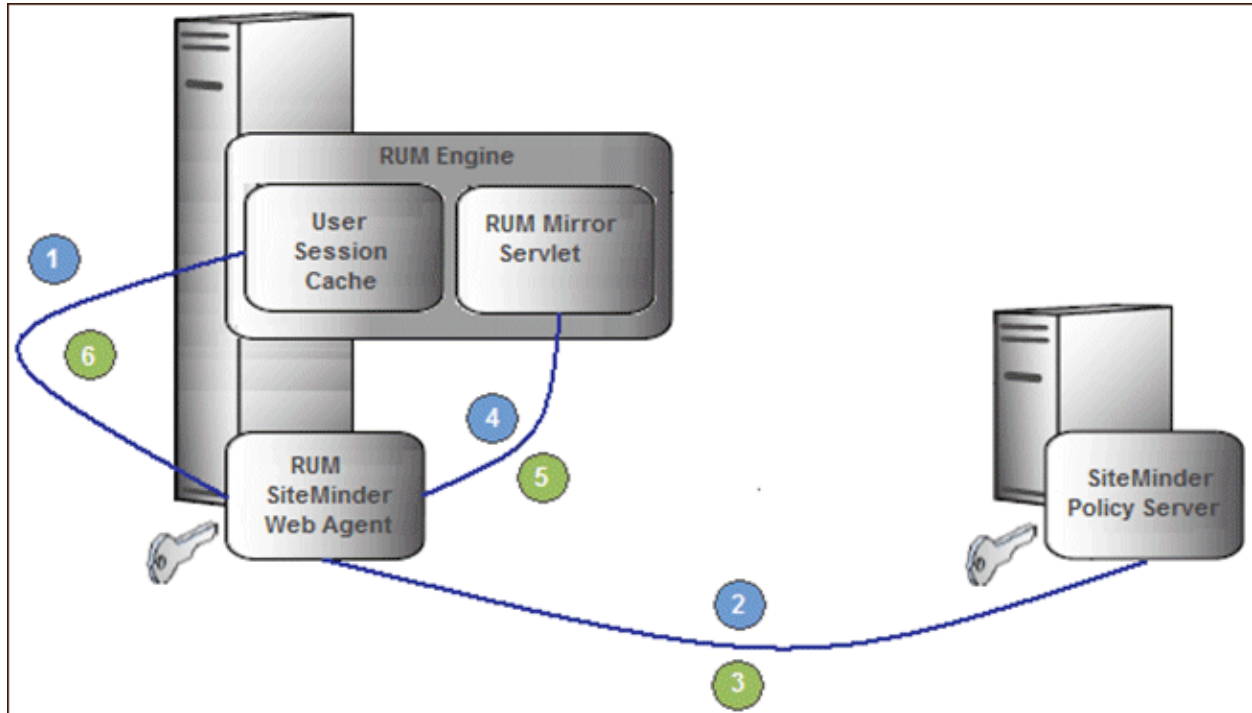 RUM Engine
User
Session
Cache
RUM Mirror
Servlet
1
6
4
5
RUM
SiteMinder
Web Agent
SiteMinder
Policy Server
2
3